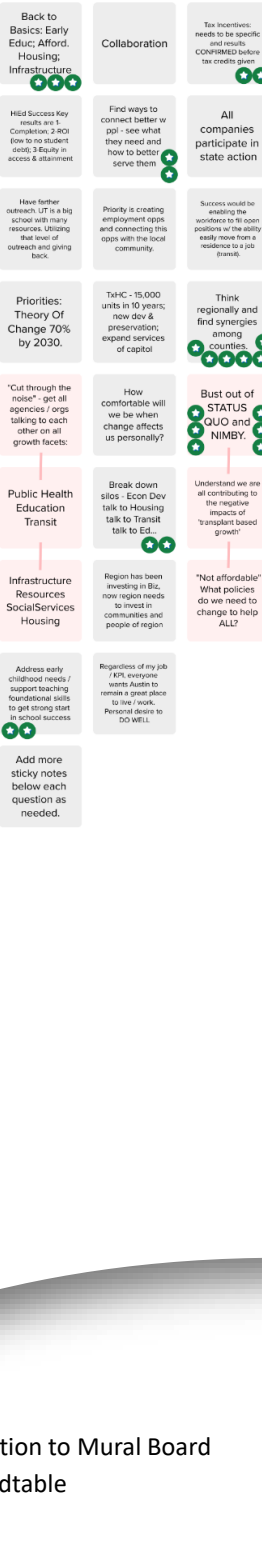 Back to
Basics: Early
Educ; Afford.
Housing;
Infrastructure
Collaboration
Tax Incentives:
needs to be specific
and results
CONFIRMED before
tax credits given
HiEd Success Key
results are 1-
Completion; 2-ROI
(low to no student
debt); 3-Equity in
access & attainment
Find ways to
connect better w
ppl - see what
they need and
how to better
serve them
All
companies
participate in
state action
Have farther
outreach. UT is a big
school with many
resources. Utilizing
that level of
outreach and giving
back.
Priority is creating
employment opps
and connecting this
opps with the local
community.
Success would be
enabling the
workforce to fill open
positions w/ the ability
easily move from a
residence to a job
(transit).
Priorities:
Theory Of
Change 70%
by 2030.
TxHC - 15,000
units in 10 years;
new dev &
preservation;
expand services
of capitol
Think
regionally and
find synergies
among
counties.
"Cut through the
noise" - get all
agencies / orgs
talking to each
other on all
growth facets:
How
comfortable will
we be when
change affects
us personally?
Bust out of
STATUS
QUO and
NIMBY.
Public Health
Education
Transit
Break down
silos - Econ Dev
talk to Housing
talk to Transit
talk to Ed...
Understand we are
all contributing to
the negative
impacts of
'transplant based
growth'
Infrastructure
Resources
SocialServices
Housing
Region has been
investing in Biz,
now region needs
to invest in
communities and
people of region
"Not affordable"
What policies
do we need to
change to help
ALL?
Address early
childhood needs /
support teaching
foundational skills
to get strong start
in school success
Regardless of my job
/ KPI, everyone
wants Austin to
remain a great place
to live / work.
Personal desire to
DO WELL
Add more
sticky notes
below each
question as
needed.
tion to Mural Board
dtable